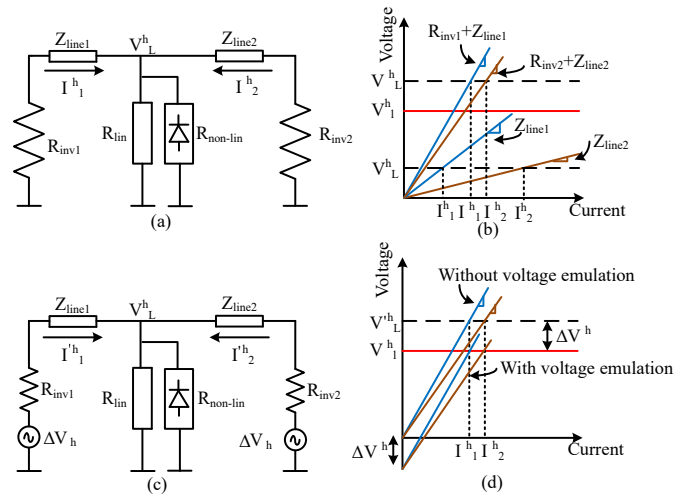 (a)
Z_line1
V^h_L
Z_line2
I^h_1
I^h_2
R_inv1
R_lin
R_non-lin
R_inv2
(b)
Voltage
R_inv1+Z_line1
R_inv2+Z_line2
V^h_L
V^h_1
Z_line1
Z_line2
V^h_L
I^h_1 I^h_1 I^h_2 I^h_2
Current
(c)
Z_line1
V^h_L
Z_line2
I'^h_1
I'^h_2
R_inv1
R_lin
R_non-lin
R_inv2
ΔV_h
ΔV_h
(d)
Voltage
Without voltage emulation
V'^h_L
ΔV^h
V^h_1
With voltage emulation
ΔV^h
I^h_1 I^h_2
Current